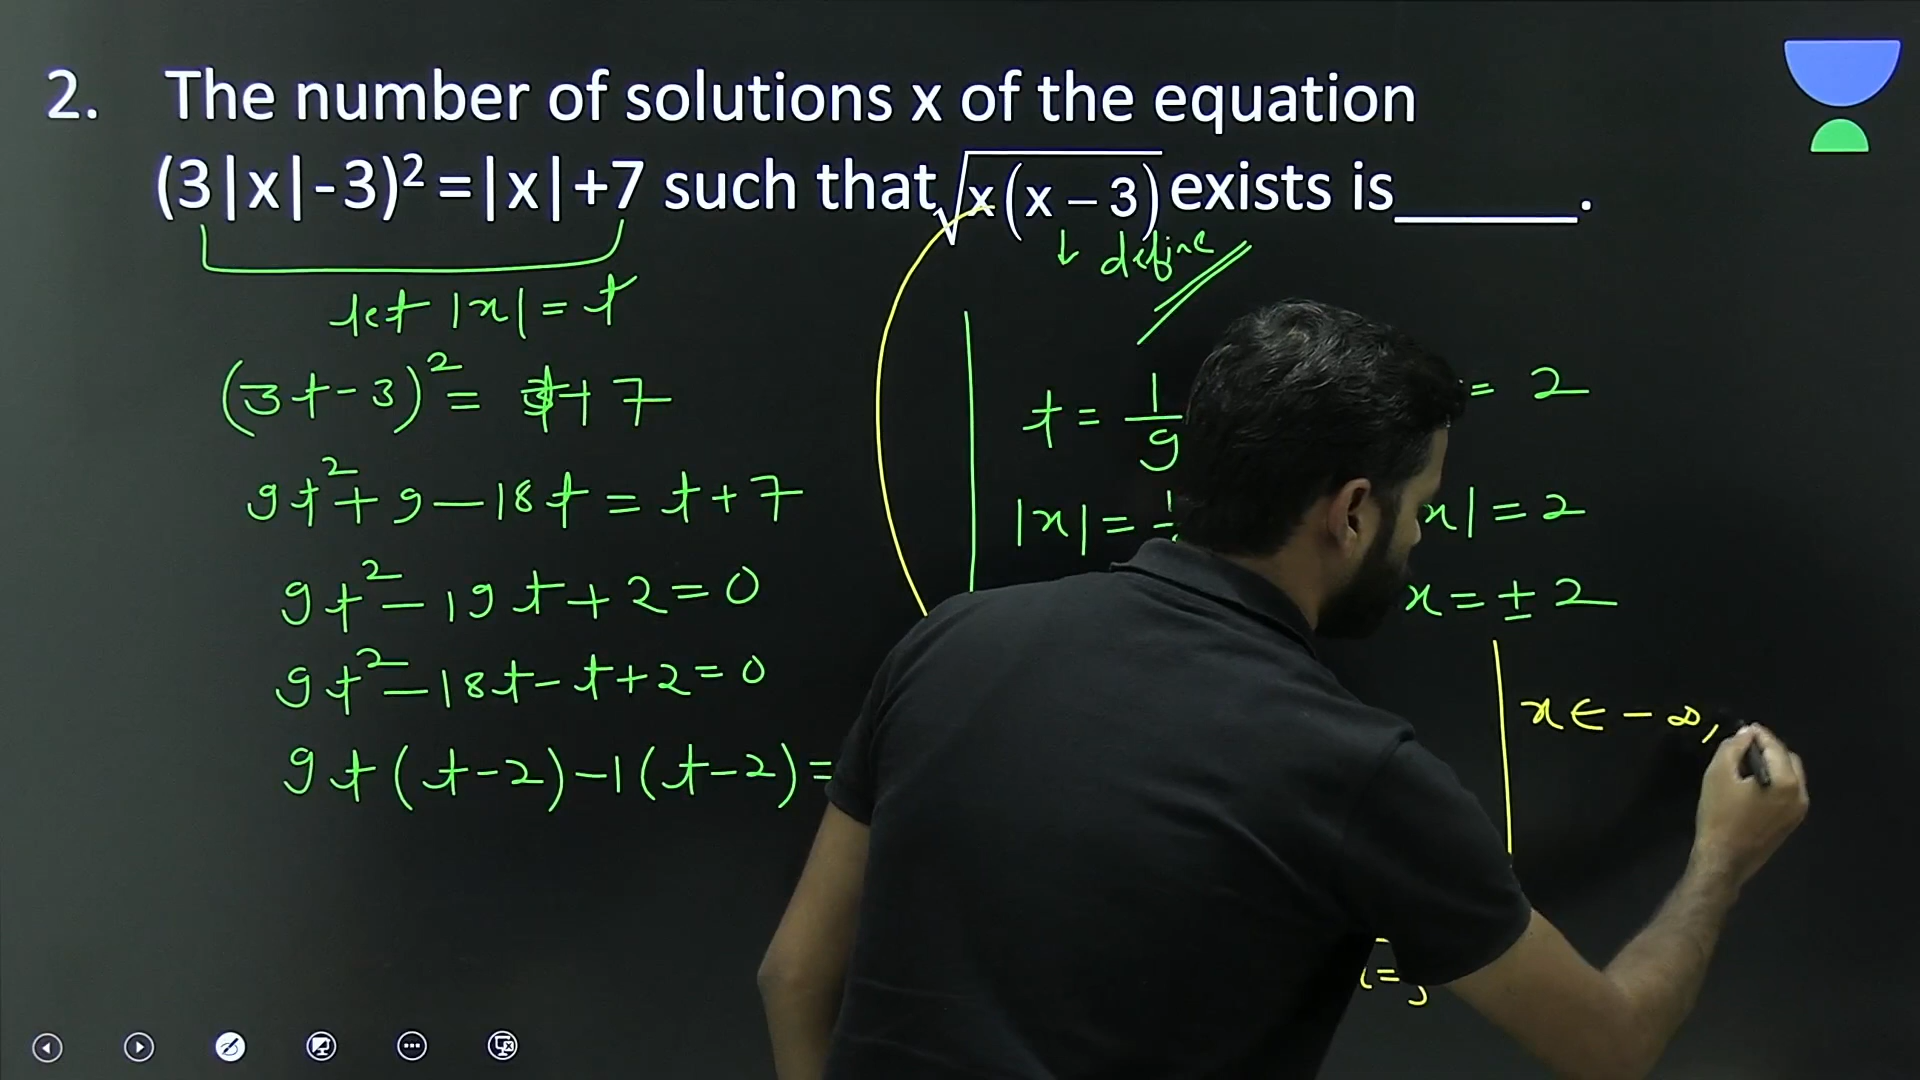 2. The number of solutions x of the equation
(3|x|-3)² =|x|+7 such that √x(x – 3) exists is_____.
↓ define
let |x| = t
(3t-3)² = t+7
9t² + 9 – 18t = t + 7
9t² – 19t + 2 = 0
9t² – 18t – t + 2 = 0
9t(t-2) – 1(t-2) =
t = 1/9
|x| =
= 2
x| = 2
x = ± 2
x ∈ – ∞,